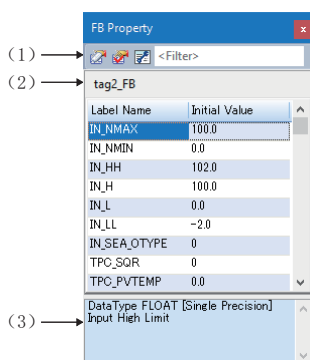 FB Property x
(1) <Filter>
(2) tag2_FB
Label Name Initial Value
IN_NMAX 100.0
IN_NMIN 0.0
IN_HH 102.0
IN_H 100.0
IN_L 0.0
IN_LL -2.0
IN_SEA_OTYPE 0
TPC_SQR 0
TPC_PVTEMP 0.0
DataType FLOAT [Single Precision]
(3) Input High Limit